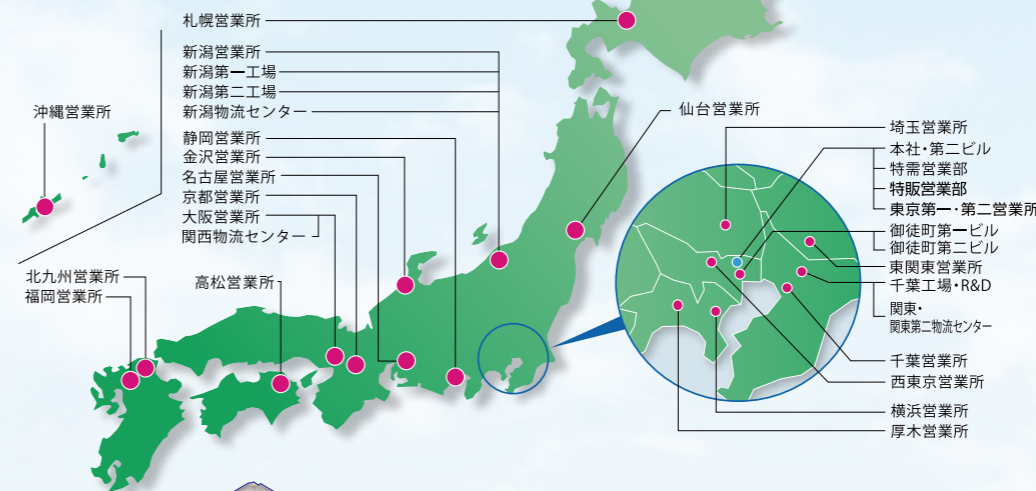 札幌営業所
新潟営業所
新潟第一工場
新潟第二工場
新潟物流センター
静岡営業所
金沢営業所
名古屋営業所
京都営業所
大阪営業所
関西物流センター
沖縄営業所
北九州営業所
福岡営業所
高松営業所
仙台営業所
埼玉営業所
本社・第二ビル
特需営業部
特販営業部
東京第一・第二営業所
御徒町第一ビル
御徒町第二ビル
東関東営業所
千葉工場・R&D
関東・
関東第二物流センター
千葉営業所
西東京営業所
横浜営業所
厚木営業所